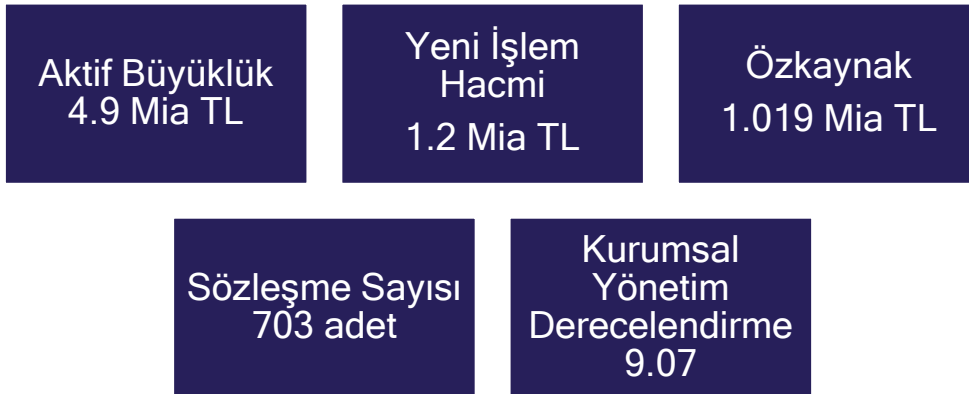 Aktif Büyüklük
4.9 Mia TL
Yeni İşlem
Hacmi
1.2 Mia TL
Özkaynak
1.019 Mia TL
Sözleşme Sayısı
703 adet
Kurumsal
Yönetim
Derecelendirme
9.07